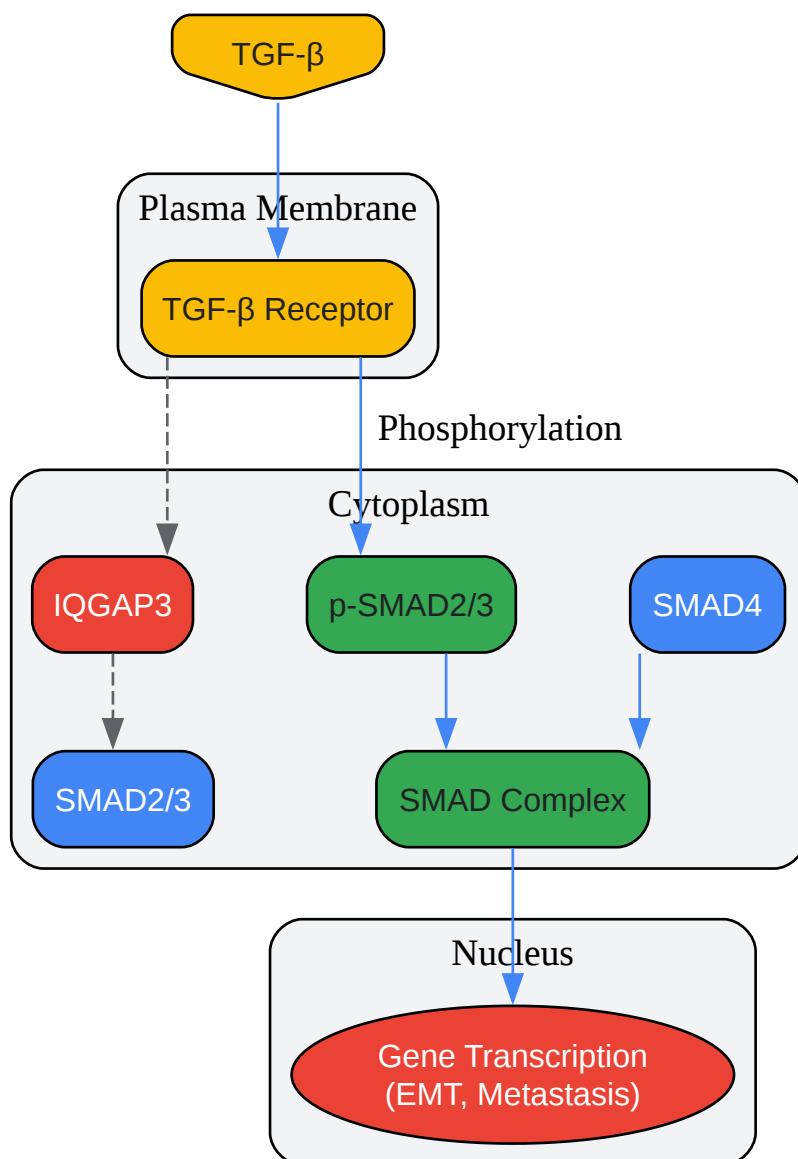 TGF-β
Plasma Membrane
TGF-β Receptor
Phosphorylation
Cytoplasm
IQGAP3
p-SMAD2/3
SMAD4
SMAD2/3
SMAD Complex
Nucleus
Gene Transcription
(EMT, Metastasis)